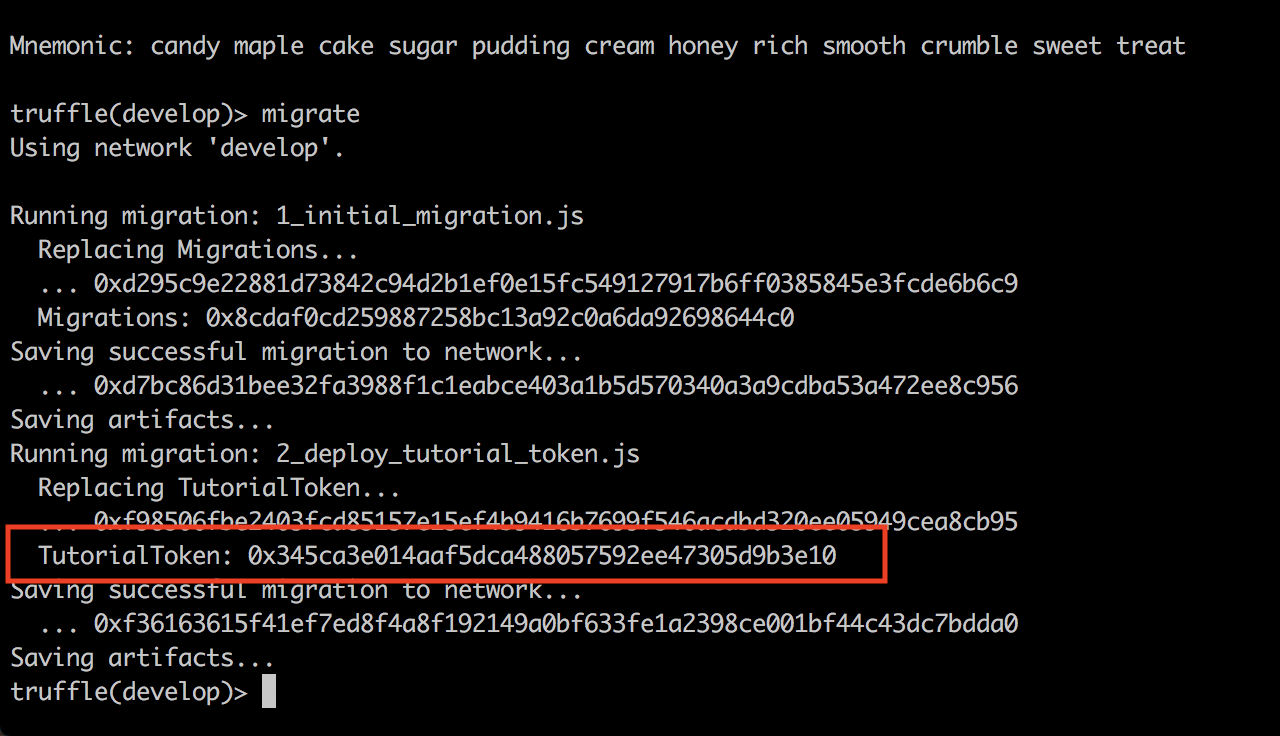 Mnemonic: candy maple cake sugar pudding cream honey rich smooth crumble sweet treat
truffle(develop)> migrate
Using network 'develop'.
Running migration: 1_initial_migration.js
Replacing Migrations...
... 0xd295c9e22881d73842c94d2b1ef0e15fc549127917b6ff0385845e3fcde6b6c9
Migrations: 0x8cdaf0cd259887258bc13a92c0a6da92698644c0
Saving successful migration to network...
... 0xd7bc86d31bee32fa3988f1c1eabce403a1b5d570340a3a9cdba53a472ee8c956
Saving artifacts...
Running migration: 2_deploy_tutorial_token.js
Replacing TutorialToken...
... 0xf98506fbe2403fcd85157e15ef4b9416b7699f546acdbd320ee05949cea8cb95
TutorialToken: 0x345ca3e014aaf5dca488057592ee47305d9b3e10
Saving successful migration to network...
... 0xf36163615f41ef7ed8f4a8f192149a0bf633fe1a2398ce001bf44c43dc7bdda0
Saving artifacts...
truffle(develop)>